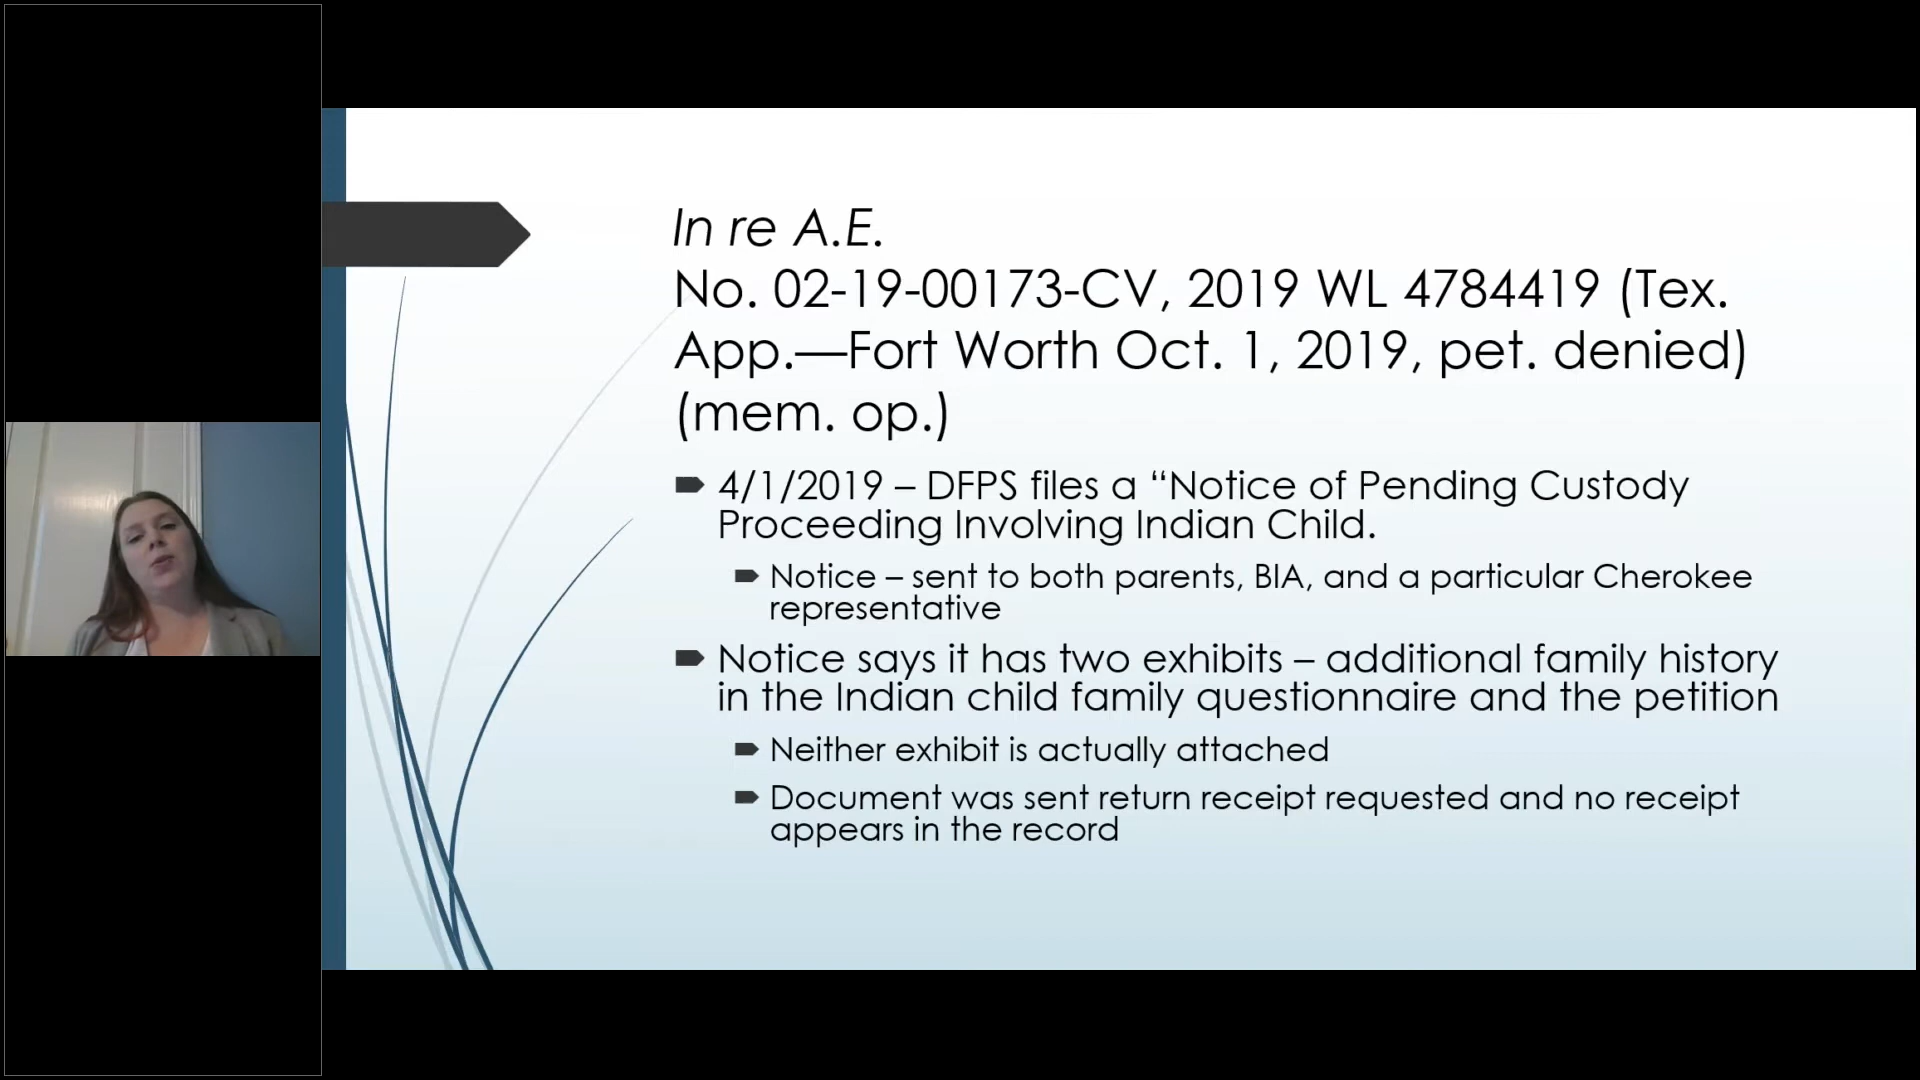 In re A.E.
No. 02-19-00173-CV, 2019 WL 4784419 (Tex.
App.—Fort Worth Oct. 1, 2019, pet. denied)
(mem. op.)
4/1/2019 – DFPS files a “Notice of Pending Custody
Proceeding Involving Indian Child.
Notice – sent to both parents, BIA, and a particular Cherokee
representative
Notice says it has two exhibits – additional family history
in the Indian child family questionnaire and the petition
Neither exhibit is actually attached
Document was sent return receipt requested and no receipt
appears in the record